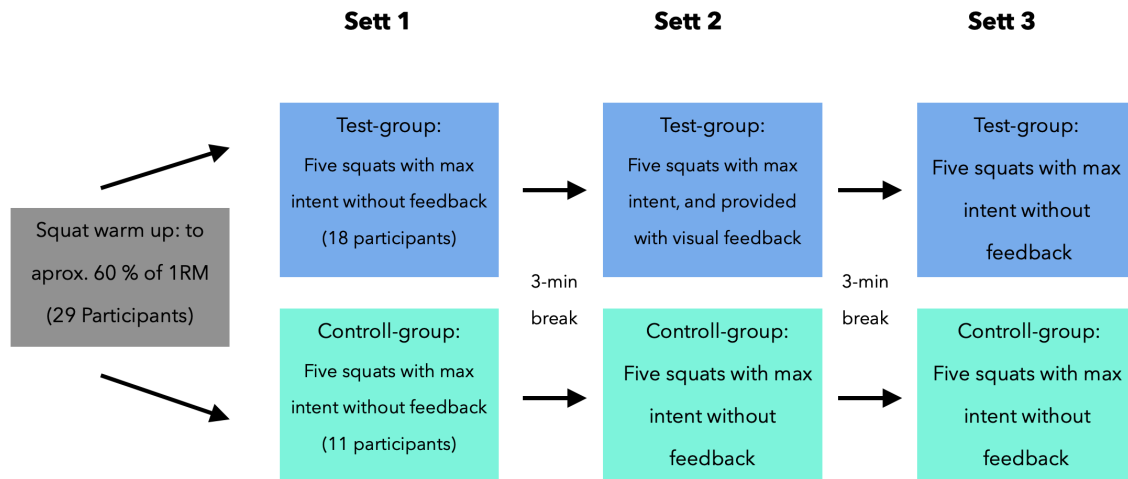 Sett 1
Sett 2
Sett 3
Squat warm up: to
aprox. 60 % of 1RM
(29 Participants)
Test-group:
Five squats with max
intent without feedback
(18 participants)
Test-group:
Five squats with max
intent, and provided
with visual feedback
Test-group:
Five squats with max
intent without
feedback
3-min
break
3-min
break
Controll-group:
Five squats with max
intent without feedback
(11 participants)
Controll-group:
Five squats with max
intent without
feedback
Controll-group:
Five squats with max
intent without
feedback